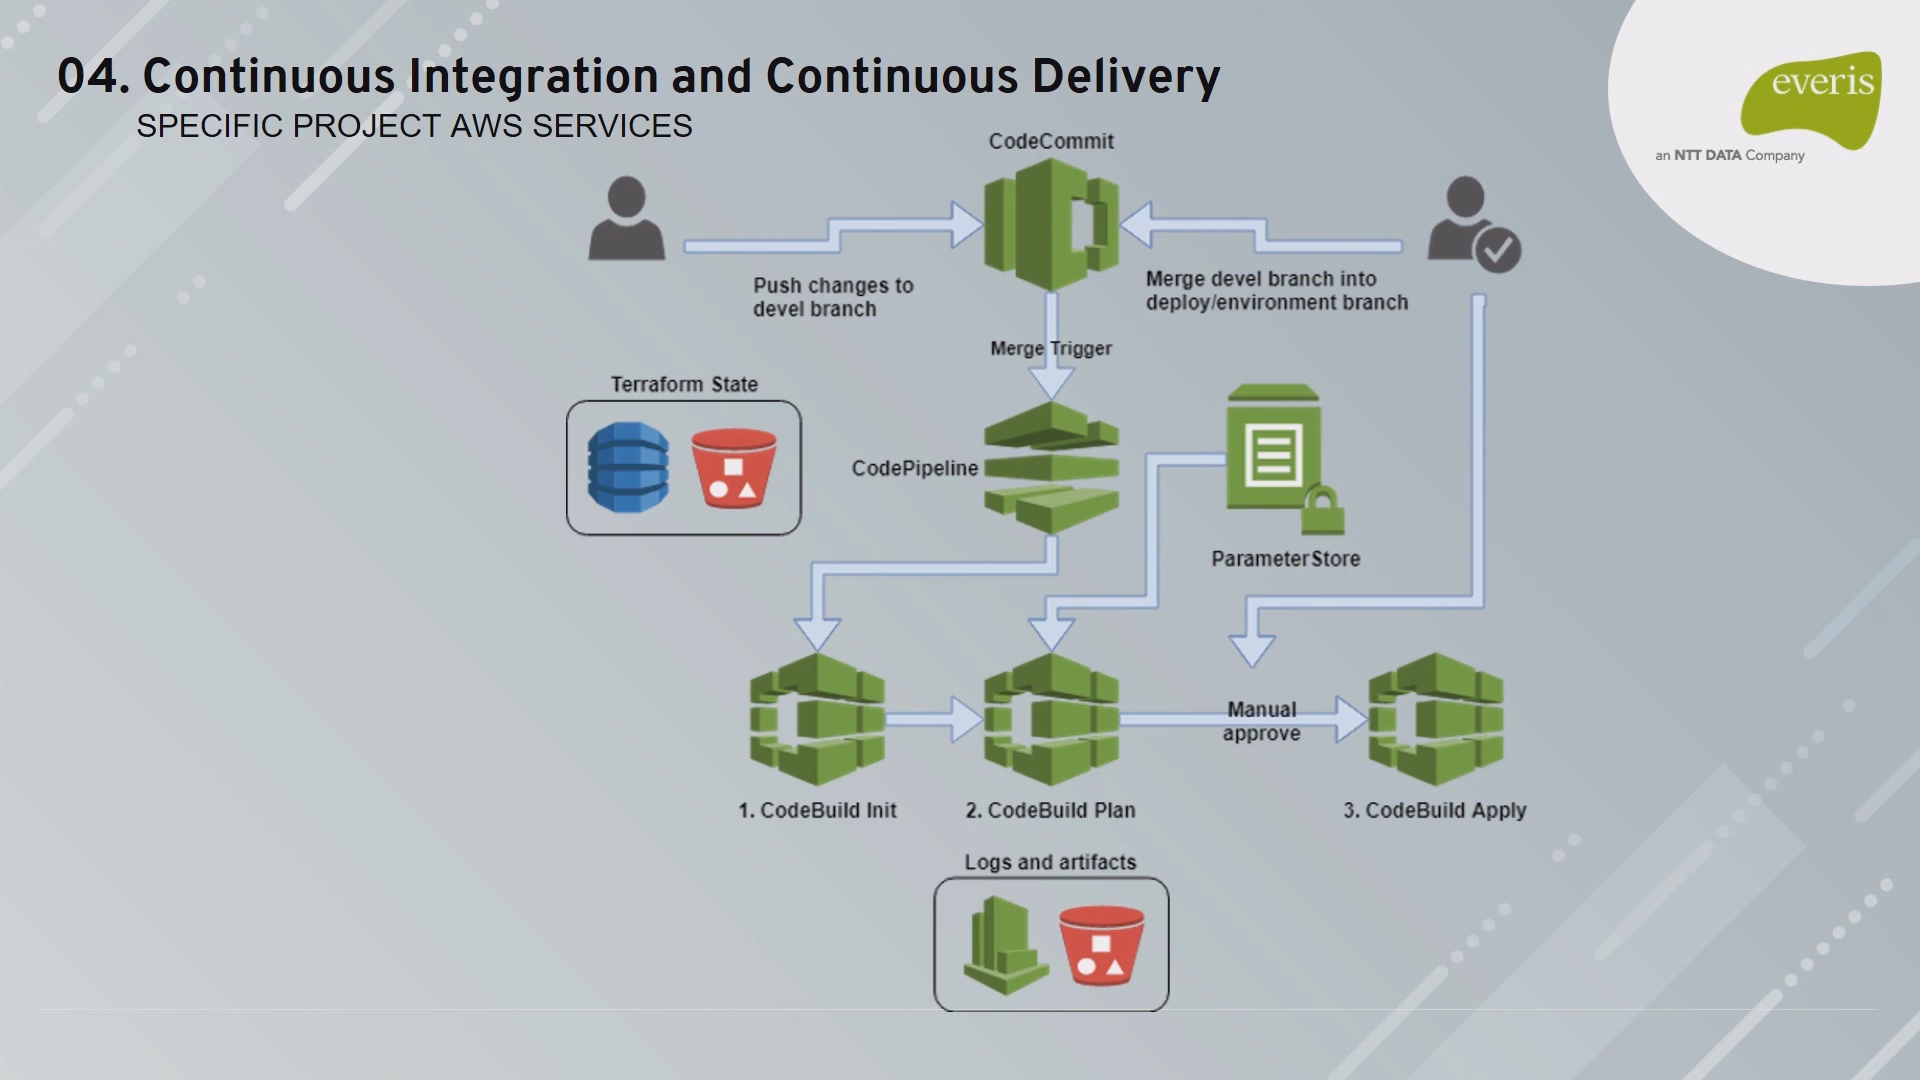 04. Continuous Integration and Continuous Delivery
SPECIFIC PROJECT AWS SERVICES
everis
an NTT DATA Company
CodeCommit
Push changes to
devel branch
Merge devel branch into
deploy/environment branch
Merge Trigger
Terraform State
CodePipeline
ParameterStore
Manual
approve
1. CodeBuild Init
2. CodeBuild Plan
3. CodeBuild Apply
Logs and artifacts